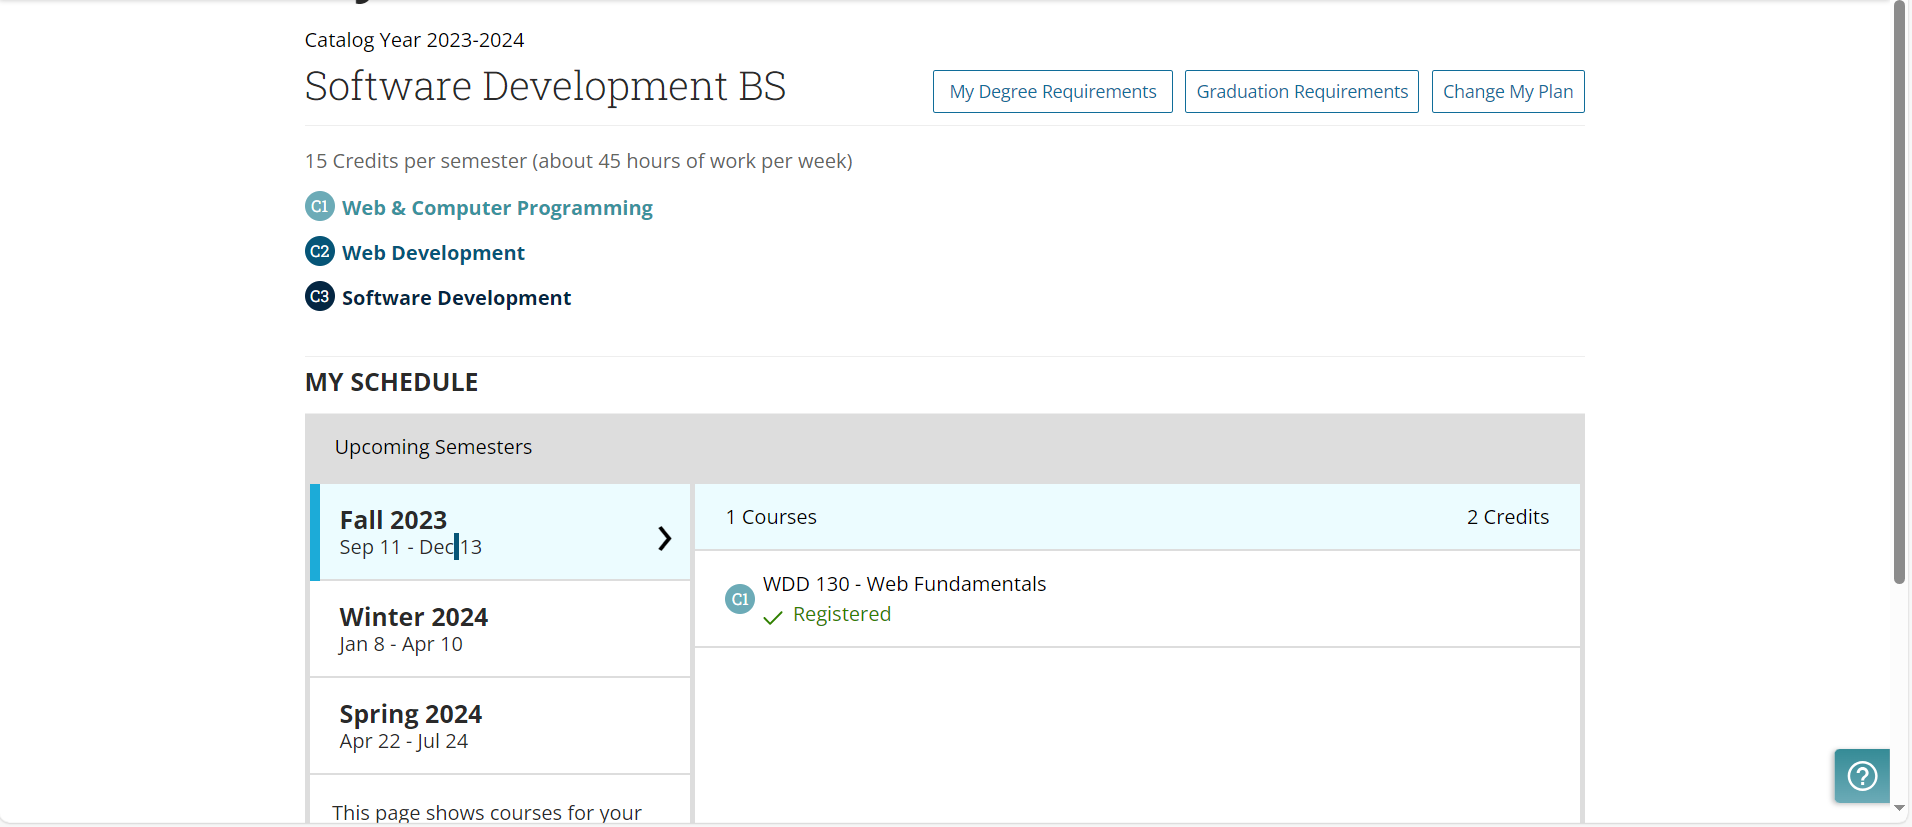 Catalog Year 2023-2024
Software Development BS
My Degree Requirements
Graduation Requirements
Change My Plan
15 Credits per semester (about 45 hours of work per week)
C1 Web & Computer Programming
C2 Web Development
C3 Software Development
MY SCHEDULE
Upcoming Semesters
Fall 2023
Sep 11 - Dec 13
Winter 2024
Jan 8 - Apr 10
Spring 2024
Apr 22 - Jul 24
This page shows courses for your
1 Courses
2 Credits
C1
WDD 130 - Web Fundamentals
Registered
?